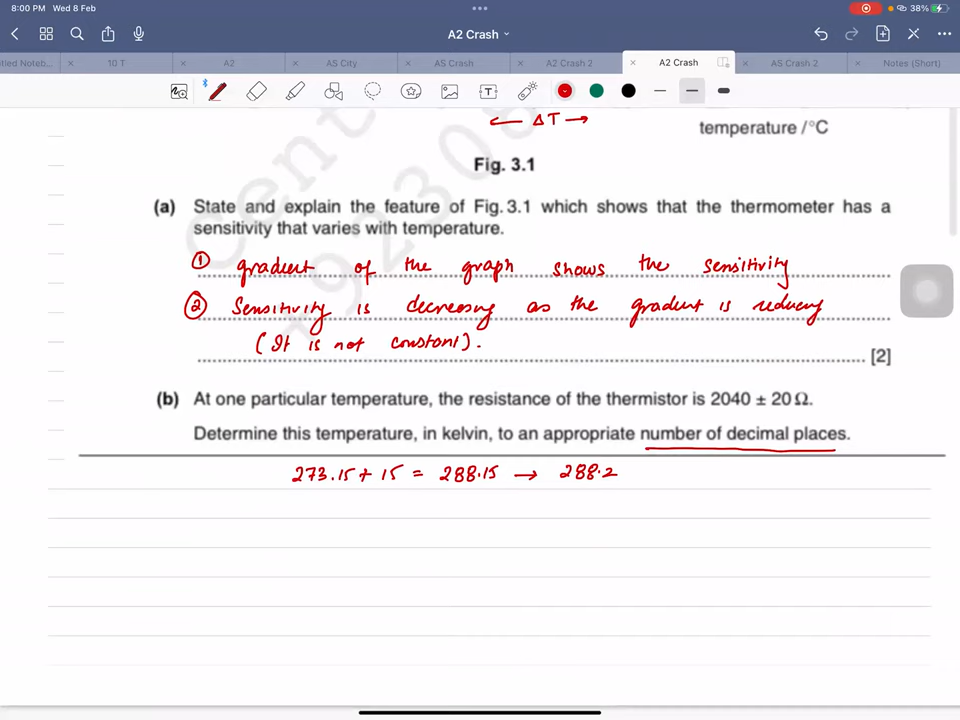 8:00 PM Wed 8 Feb
38%
A2 Crash
tled Noteb...
10 T
A2
AS City
AS Crash
A2 Crash 2
A2 Crash
AS Crash 2
Notes (Short)
← ΔT →
temperature /°C
Fig. 3.1
(a) State and explain the feature of Fig. 3.1 which shows that the thermometer has a
sensitivity that varies with temperature.
① gradient of the graph shows the sensitivity
② Sensitivity is decreasing as the gradient is reducing
(It is not constant).
[2]
(b) At one particular temperature, the resistance of the thermistor is 2040 ± 20 Ω.
Determine this temperature, in kelvin, to an appropriate number of decimal places.
273.15 + 15 = 288.15 → 288.2